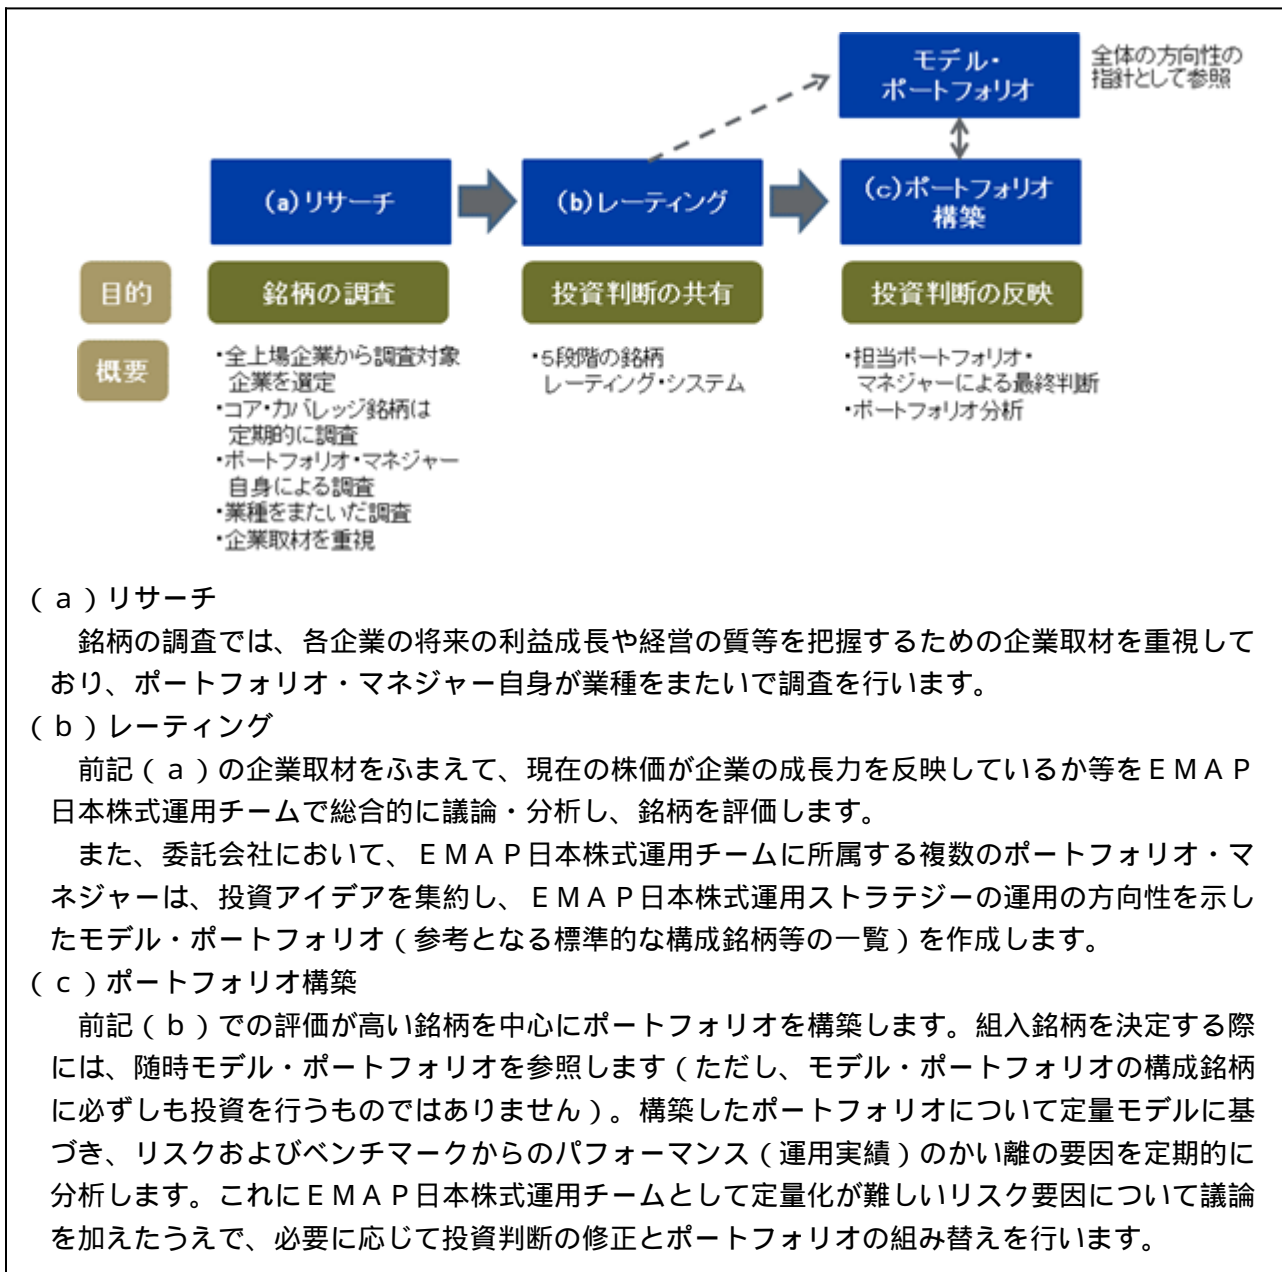 モデル・
ポートフォリオ
全体の方向性の
指針として参照
(a)リサーチ
(b)レーティング
(c)ポートフォリオ
構築
目的
銘柄の調査
投資判断の共有
投資判断の反映
概要
・全上場企業から調査対象
企業を選定
・コア・カバレッジ銘柄は
定期的に調査
・ポートフォリオ・マネジャー
自身による調査
・業種をまたいだ調査
・企業取材を重視
・5段階の銘柄
レーティング・システム
・担当ポートフォリオ・
マネジャーによる最終判断
・ポートフォリオ分析
(a)リサーチ
銘柄の調査では、各企業の将来の利益成長や経営の質等を把握するための企業取材を重視して
おり、ポートフォリオ・マネジャー自身が業種をまたいで調査を行います。
(b)レーティング
前記(a)の企業取材をふまえて、現在の株価が企業の成長力を反映しているか等をEMAP
日本株式運用チームで総合的に議論・分析し、銘柄を評価します。
また、委託会社において、EMAP日本株式運用チームに所属する複数のポートフォリオ・マ
ネジャーは、投資アイデアを集約し、EMAP日本株式運用ストラテジーの運用の方向性を示し
たモデル・ポートフォリオ(参考となる標準的な構成銘柄等の一覧)を作成します。
(c)ポートフォリオ構築
前記(b)での評価が高い銘柄を中心にポートフォリオを構築します。組入銘柄を決定する際
には、随時モデル・ポートフォリオを参照します(ただし、モデル・ポートフォリオの構成銘柄
に必ずしも投資を行うものではありません)。構築したポートフォリオについて定量モデルに基
づき、リスクおよびベンチマークからのパフォーマンス(運用実績)のかい離の要因を定期的に
分析します。これにEMAP日本株式運用チームとして定量化が難しいリスク要因について議論
を加えたうえで、必要に応じて投資判断の修正とポートフォリオの組み替えを行います。